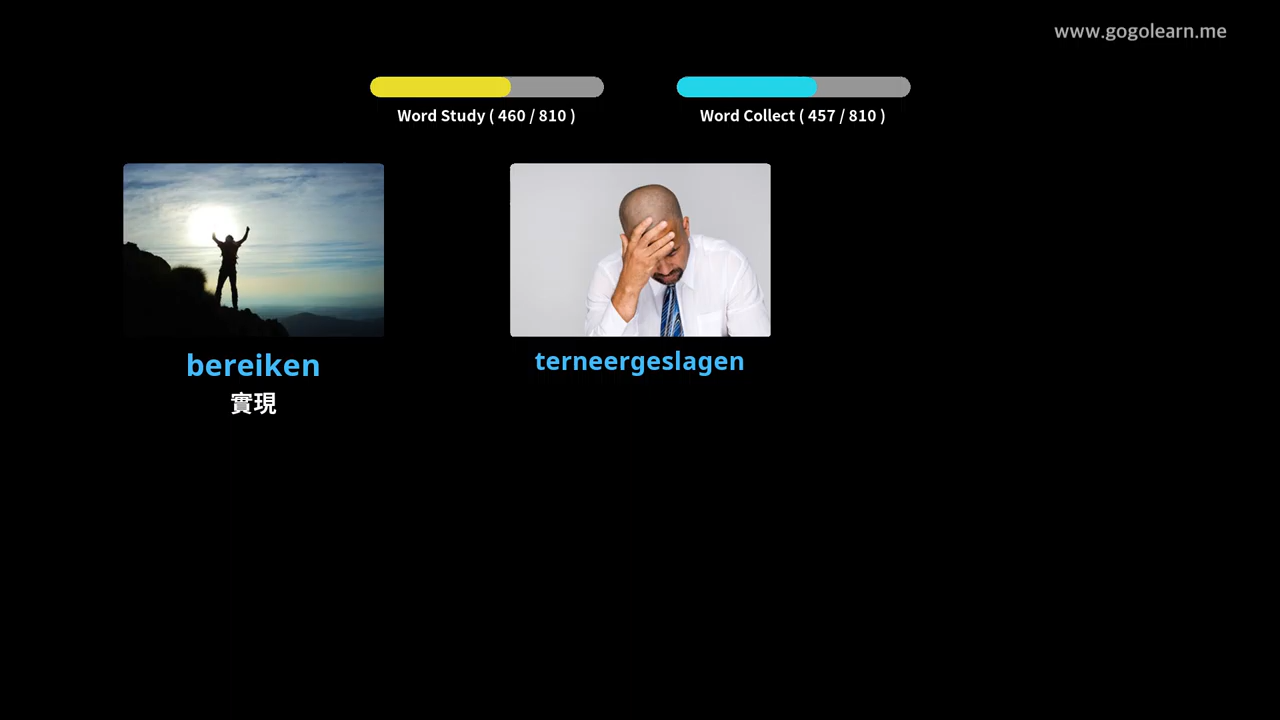 www.gogolearn.me
Word Study ( 460 / 810 )
Word Collect ( 457 / 810 )
bereiken
實現
terneergeslagen